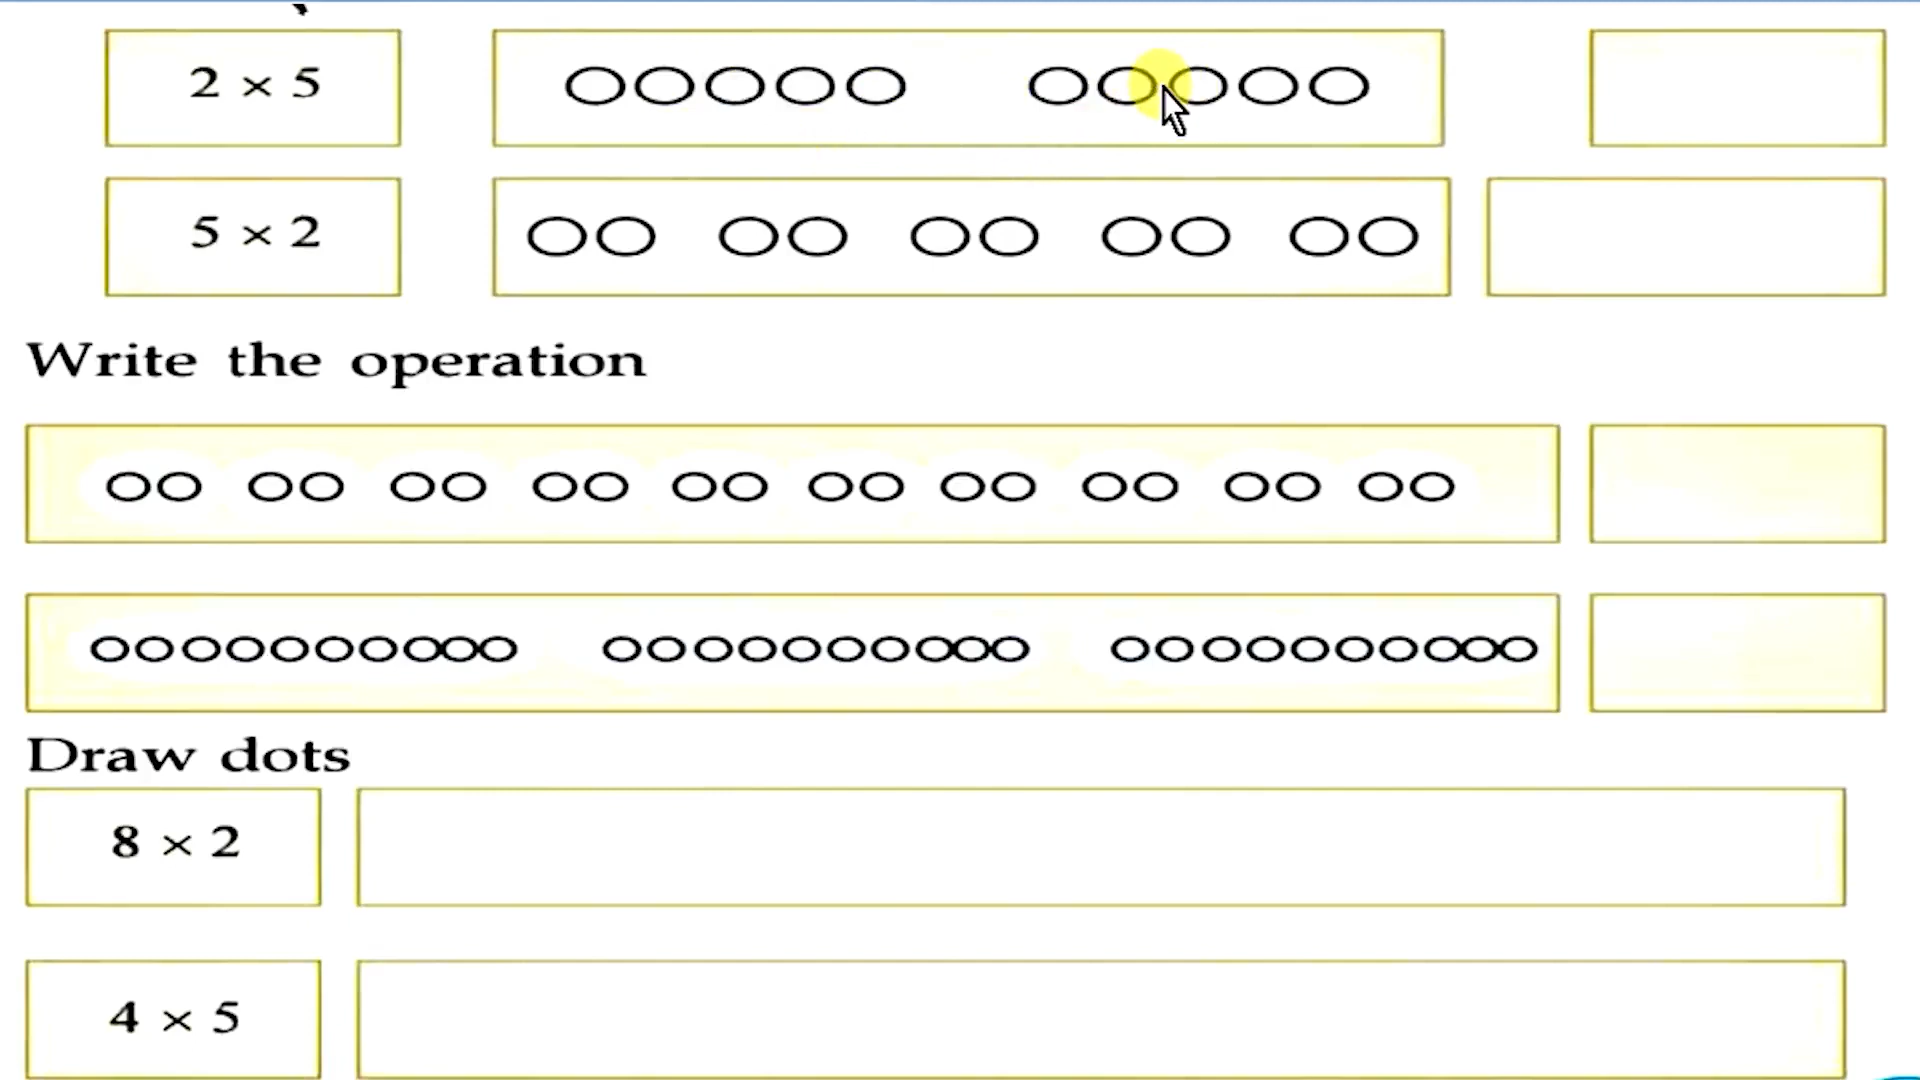 2 × 5
5 × 2
Write the operation
Draw dots
8 × 2
4 × 5